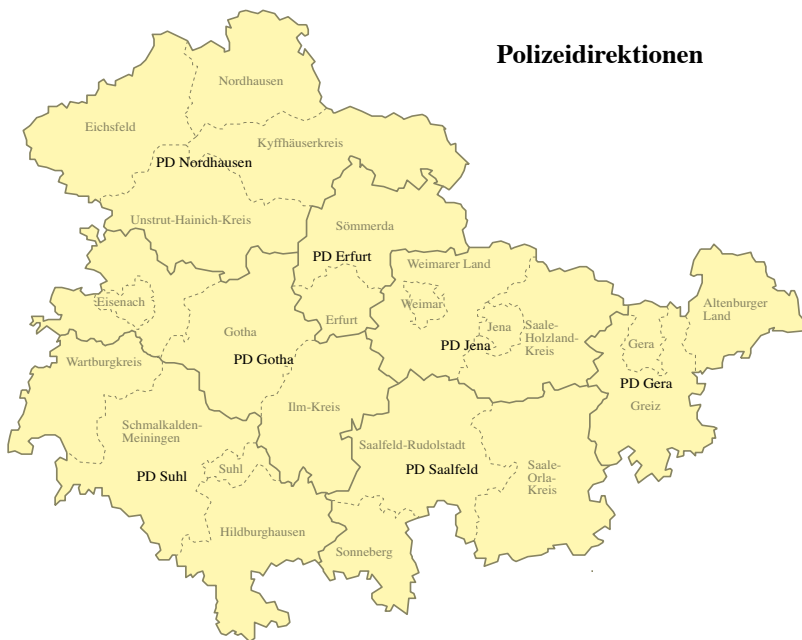 Polizeidirektionen
Nordhausen
Eichsfeld
Kyffhäuserkreis
PD Nordhausen
Unstrut-Hainich-Kreis
Sömmerda
PD Erfurt
Weimarer Land
Eisenach
Weimar
Altenburger
Land
Erfurt
Gotha
Jena
Saale-
Holzland-
Kreis
PD Jena
Gera
PD Gotha
Wartburgkreis
PD Gera
Greiz
Ilm-Kreis
Schmalkalden-
Meiningen
Saalfeld-Rudolstadt
PD Saalfeld
Suhl
PD Suhl
Saale-
Orla-
Kreis
Hildburghausen
Sonneberg